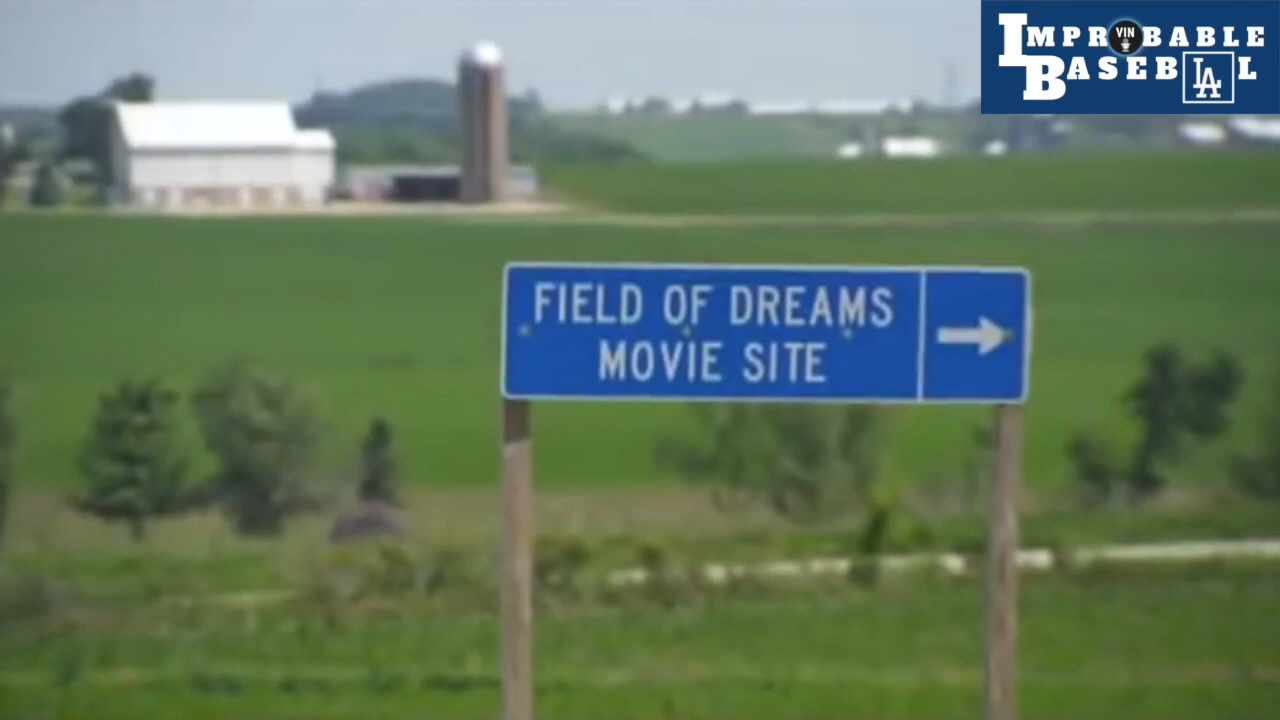 IMPROBABLE
VIN
BASEBALL
LA
FIELD OF DREAMS
MOVIE SITE